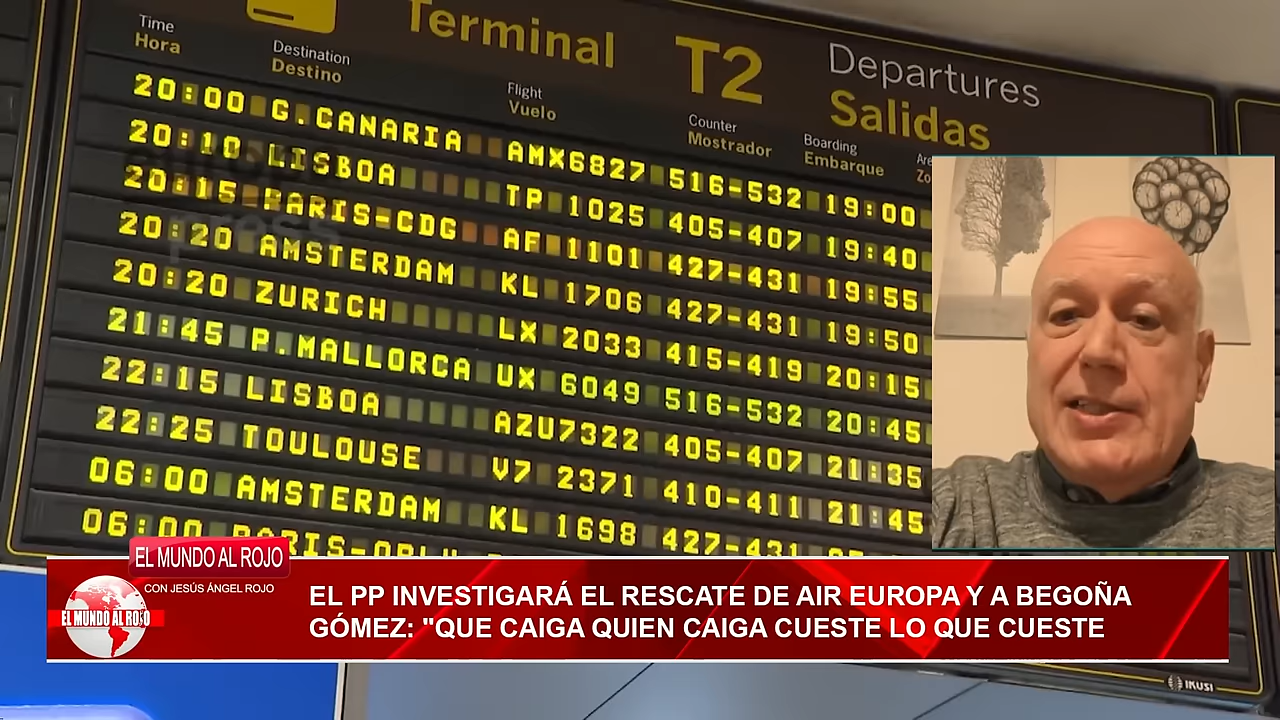 Terminal T2 Departures
Salidas
Time
Hora
Destination
Destino
Flight
Vuelo
Counter
Mostrador
Boarding
Embarque
20:00 G.CANARIA AMX6827 516-532 19:00
20:10 LISBOA TP 1025 405-407 19:40
20:15 PARIS-CDG AF 1101 427-431 19:55
20:20 AMSTERDAM KL 1706 427-431 19:50
20:20 ZURICH LX 2033 415-419 20:15
21:45 P.MALLORCA UX 6049 516-532 20:45
22:15 LISBOA AZU7322 405-407 21:35
22:25 TOULOUSE V7 2371 410-411 21:45
06:00 AMSTERDAM KL 1698 427-431
06:00
europa
press
EL MUNDO AL ROJO
CON JESÚS ÁNGEL ROJO
EL MUNDO AL ROJO
EL PP INVESTIGARÁ EL RESCATE DE AIR EUROPA Y A BEGOÑA
GÓMEZ: "QUE CAIGA QUIEN CAIGA CUESTE LO QUE CUESTE
IKUSI